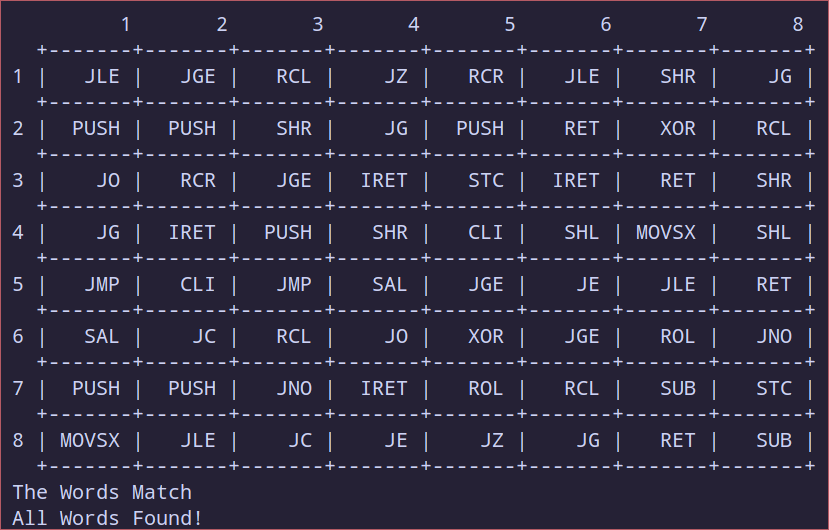 1 2 3 4 5 6 7 8
+-------+-------+-------+-------+-------+-------+-------+-------+
1 | JLE | JGE | RCL | JZ | RCR | JLE | SHR | JG |
+-------+-------+-------+-------+-------+-------+-------+-------+
2 | PUSH | PUSH | SHR | JG | PUSH | RET | XOR | RCL |
+-------+-------+-------+-------+-------+-------+-------+-------+
3 | JO | RCR | JGE | IRET | STC | IRET | RET | SHR |
+-------+-------+-------+-------+-------+-------+-------+-------+
4 | JG | IRET | PUSH | SHR | CLI | SHL | MOVSX | SHL |
+-------+-------+-------+-------+-------+-------+-------+-------+
5 | JMP | CLI | JMP | SAL | JGE | JE | JLE | RET |
+-------+-------+-------+-------+-------+-------+-------+-------+
6 | SAL | JC | RCL | JO | XOR | JGE | ROL | JNO |
+-------+-------+-------+-------+-------+-------+-------+-------+
7 | PUSH | PUSH | JNO | IRET | ROL | RCL | SUB | STC |
+-------+-------+-------+-------+-------+-------+-------+-------+
8 | MOVSX | JLE | JC | JE | JZ | JG | RET | SUB |
+-------+-------+-------+-------+-------+-------+-------+-------+
The Words Match
All Words Found!